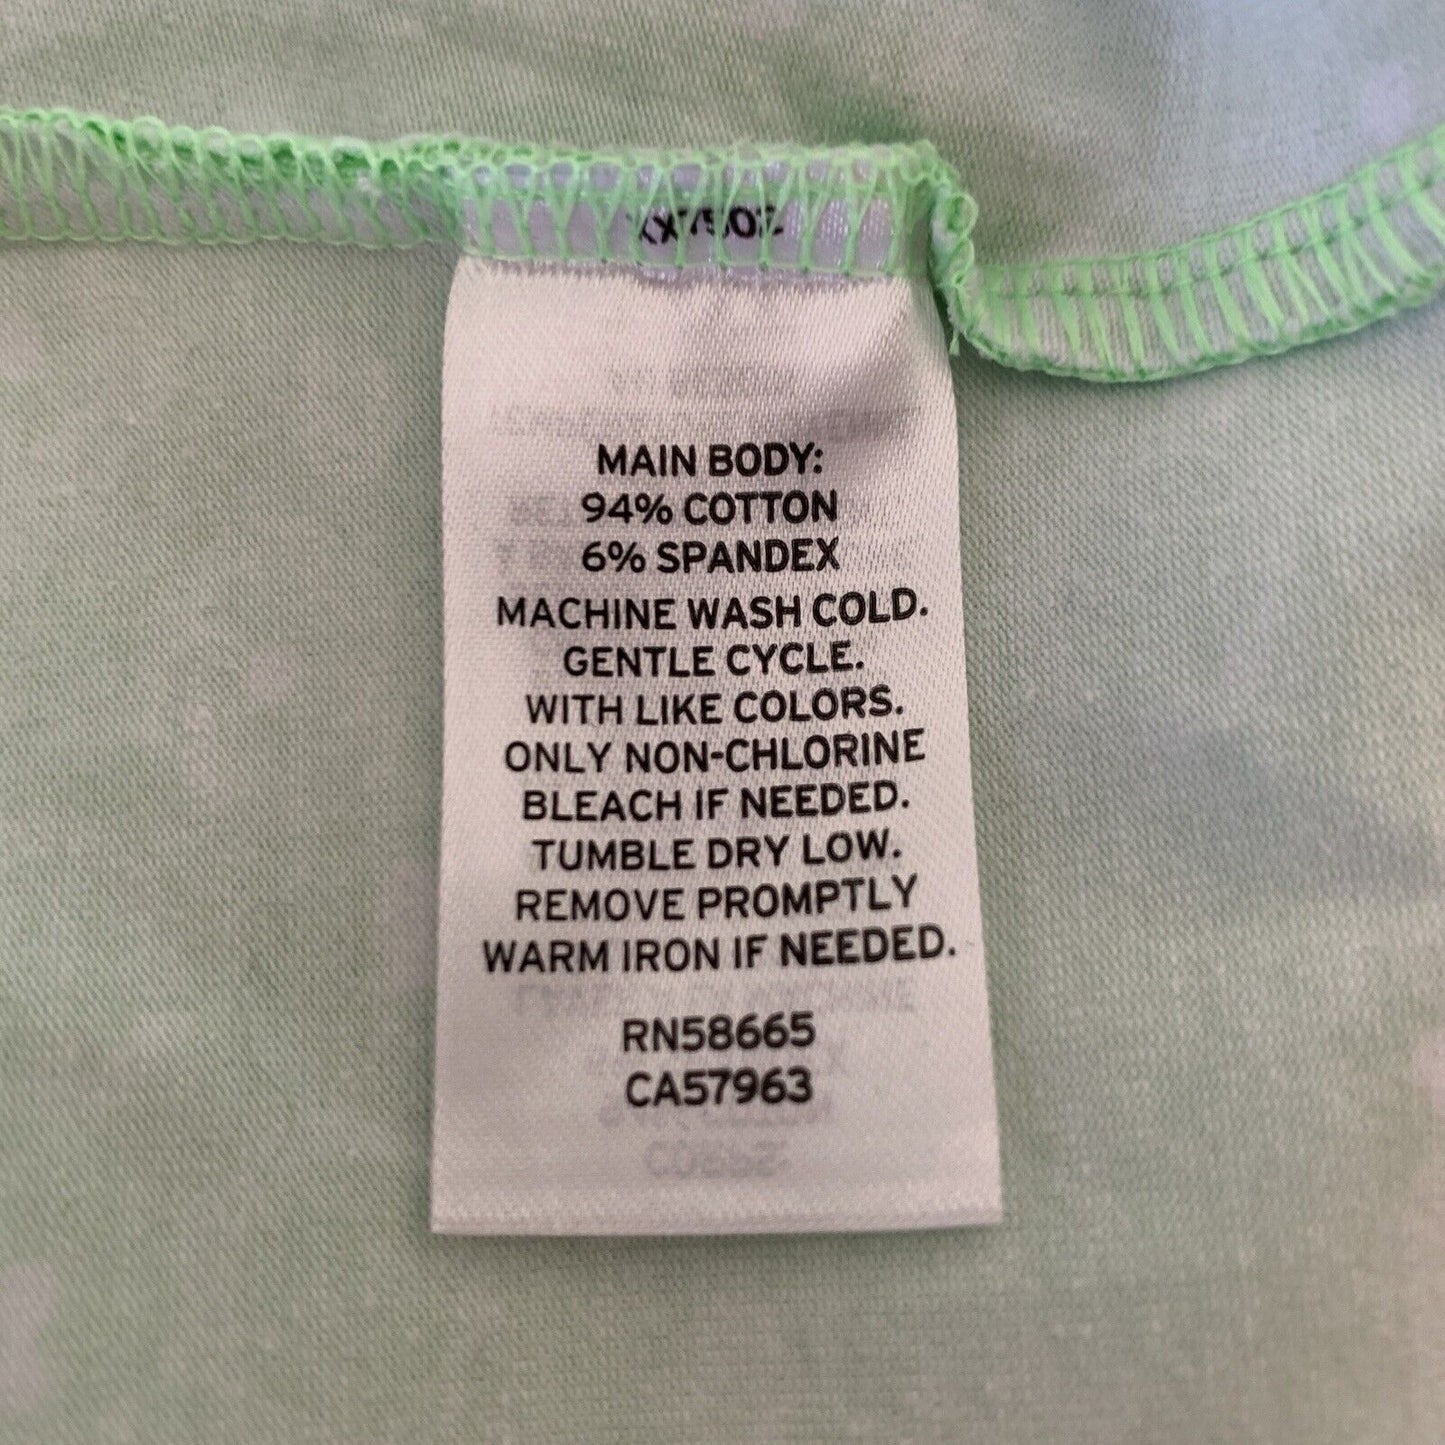 MAIN BODY:
94% COTTON
6% SPANDEX
MACHINE WASH COLD.
GENTLE CYCLE.
WITH LIKE COLORS.
ONLY NON-CHLORINE
BLEACH IF NEEDED.
TUMBLE DRY LOW.
REMOVE PROMPTLY
WARM IRON IF NEEDED.
RN58665
CA57963